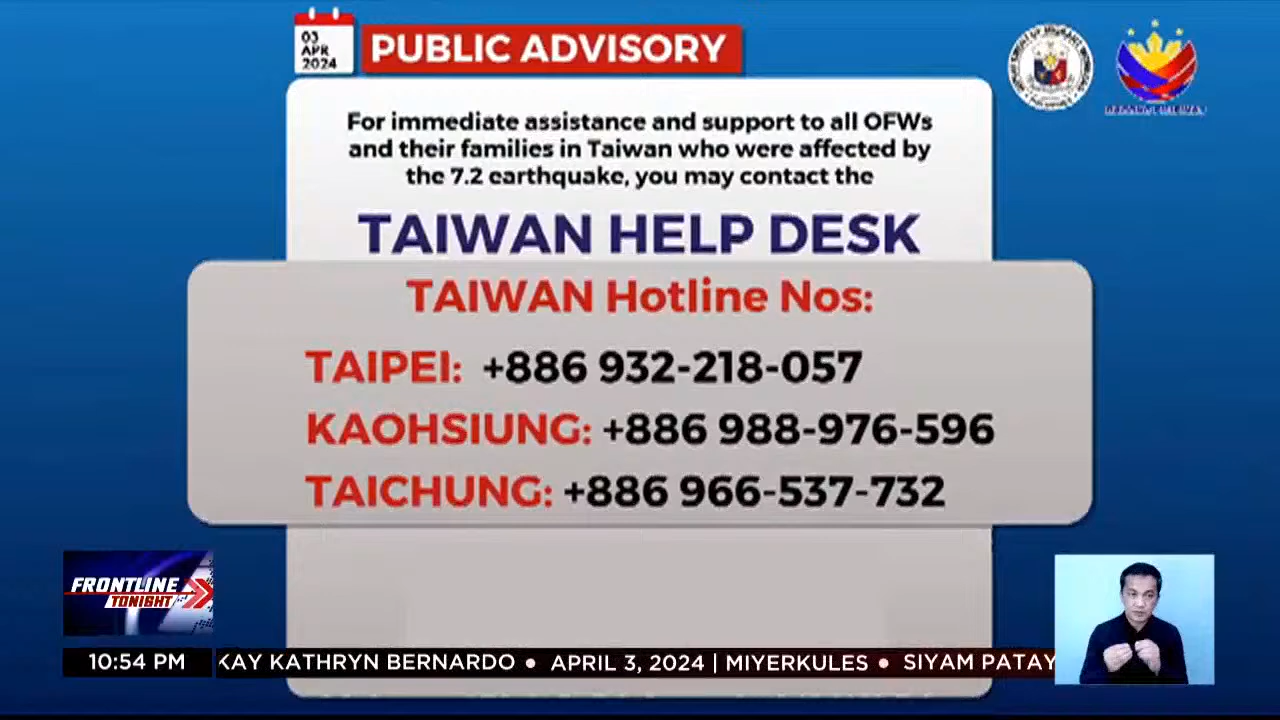 03
APR
2024
PUBLIC ADVISORY
For immediate assistance and support to all OFWs
and their families in Taiwan who were affected by
the 7.2 earthquake, you may contact the
TAIWAN HELP DESK
TAIWAN Hotline Nos:
TAIPEI: +886 932-218-057
KAOHSIUNG: +886 988-976-596
TAICHUNG: +886 966-537-732
FRONTLINE
TONIGHT
10:54 PM
KAY KATHRYN BERNARDO • APRIL 3, 2024 | MIYERKULES • SIYAM PATAY